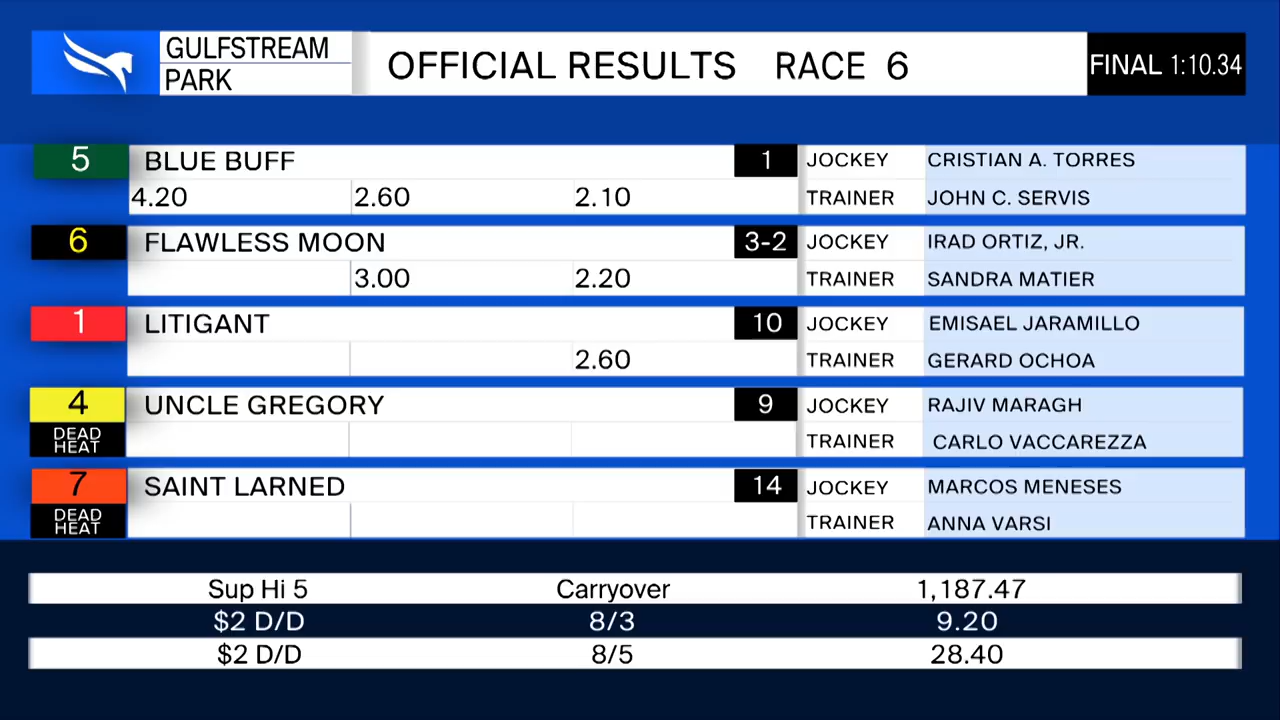 GULFSTREAM PARK
OFFICIAL RESULTS RACE 6
FINAL 1:10.34
5 BLUE BUFF 1 JOCKEY CRISTIAN A. TORRES
4.20 2.60 2.10 TRAINER JOHN C. SERVIS
6 FLAWLESS MOON 3-2 JOCKEY IRAD ORTIZ, JR.
3.00 2.20 TRAINER SANDRA MATIER
1 LITIGANT 10 JOCKEY EMISAEL JARAMILLO
2.60 TRAINER GERARD OCHOA
4 UNCLE GREGORY 9 JOCKEY RAJIV MARAGH
DEAD HEAT TRAINER CARLO VACCAREZZA
7 SAINT LARNED 14 JOCKEY MARCOS MENESES
DEAD HEAT TRAINER ANNA VARSI
Sup Hi 5 Carryover 1,187.47
$2 D/D 8/3 9.20
$2 D/D 8/5 28.40